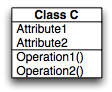 Class C
Attribute1
Attribute2
Operation1()
Operation2()